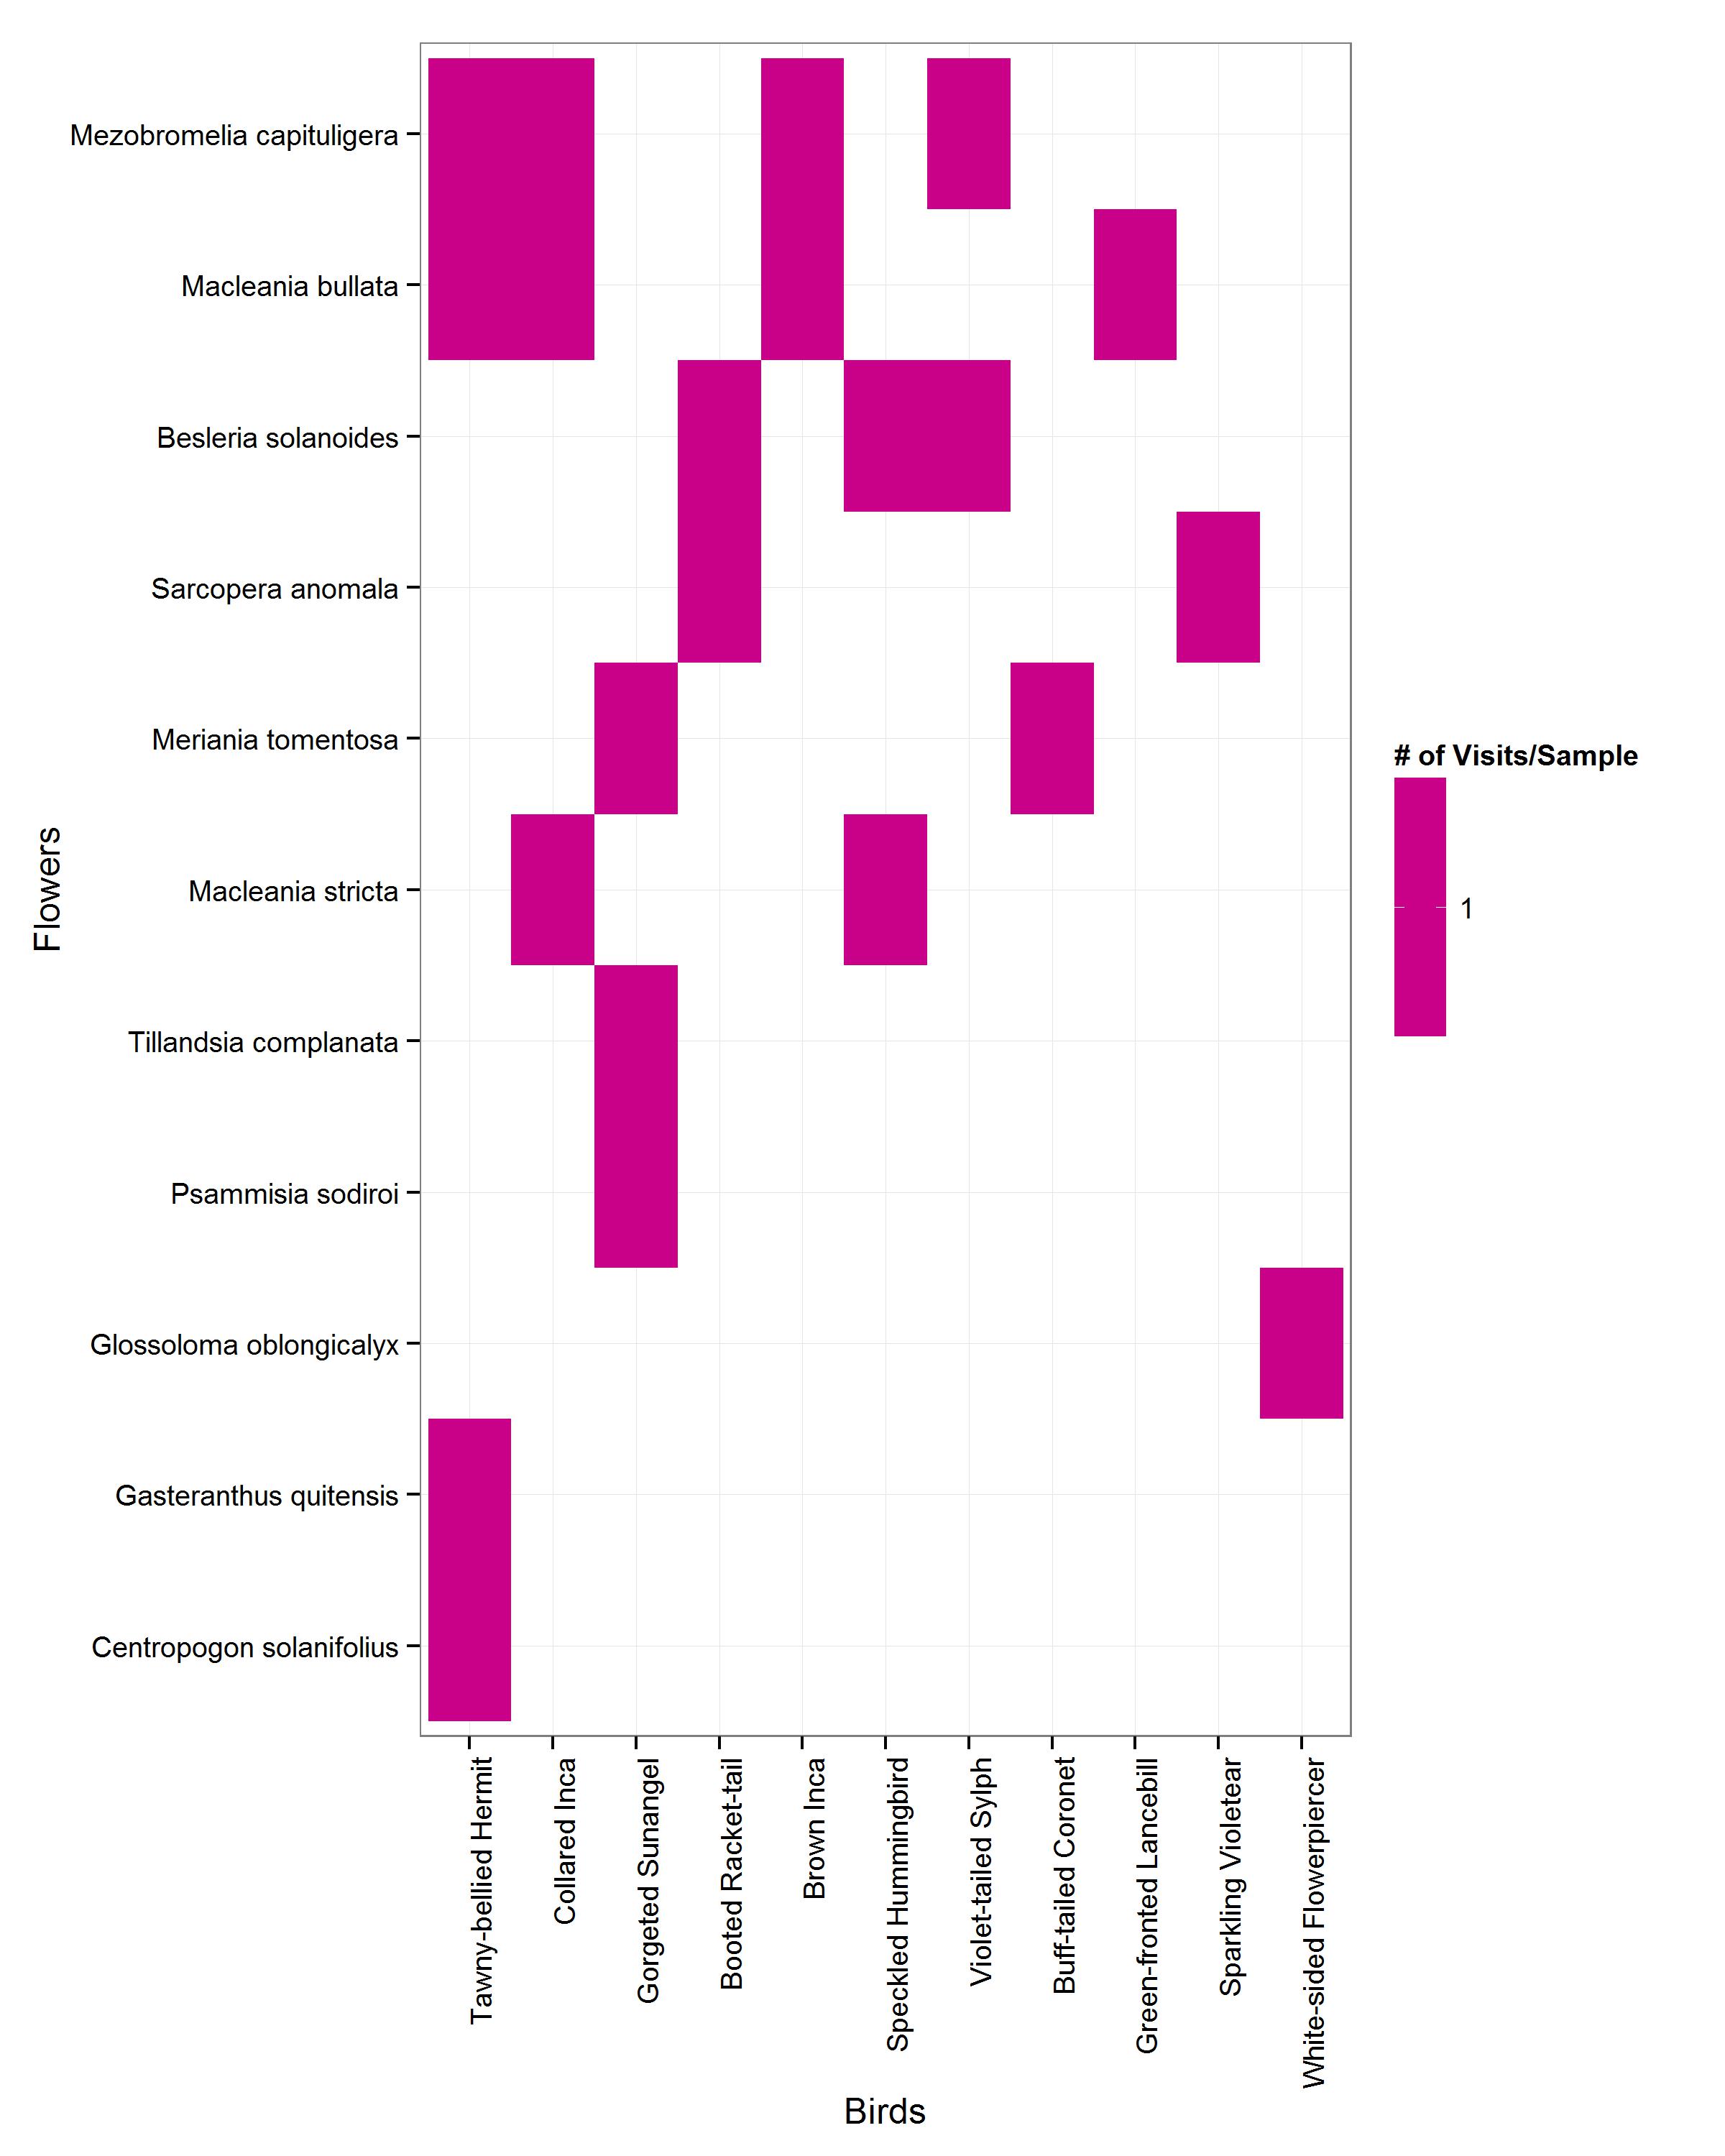 Mezobromelia capituligera
Macleania bullata
Besleria solanoides
Sarcopera anomala
Meriania tomentosa
Macleania stricta
Tillandsia complanata
Psammisia sodiroi
Glossoloma oblongicalyx
Gasteranthus quitensis
Centropogon solanifolius
Flowers
# of Visits/Sample
1
Tawny-bellied Hermit
Collared Inca
Gorgeted Sunangel
Booted Racket-tail
Brown Inca
Speckled Hummingbird
Violet-tailed Sylph
Buff-tailed Coronet
Green-fronted Lancebill
Sparkling Violetear
White-sided Flowerpiercer
Birds